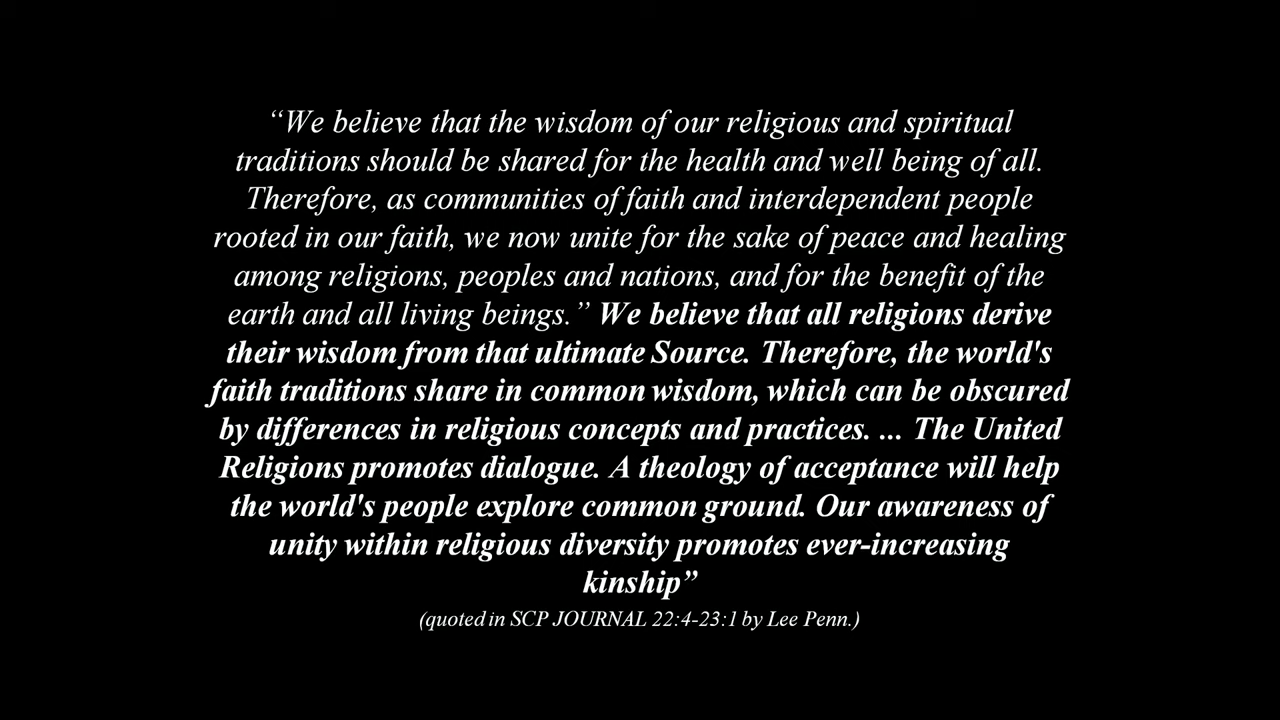 “We believe that the wisdom of our religious and spiritual
traditions should be shared for the health and well being of all.
Therefore, as communities of faith and interdependent people
rooted in our faith, we now unite for the sake of peace and healing
among religions, peoples and nations, and for the benefit of the
earth and all living beings.” We believe that all religions derive
their wisdom from that ultimate Source. Therefore, the world's
faith traditions share in common wisdom, which can be obscured
by differences in religious concepts and practices. ... The United
Religions promotes dialogue. A theology of acceptance will help
the world's people explore common ground. Our awareness of
unity within religious diversity promotes ever-increasing
kinship”
(quoted in SCP JOURNAL 22:4-23:1 by Lee Penn.)